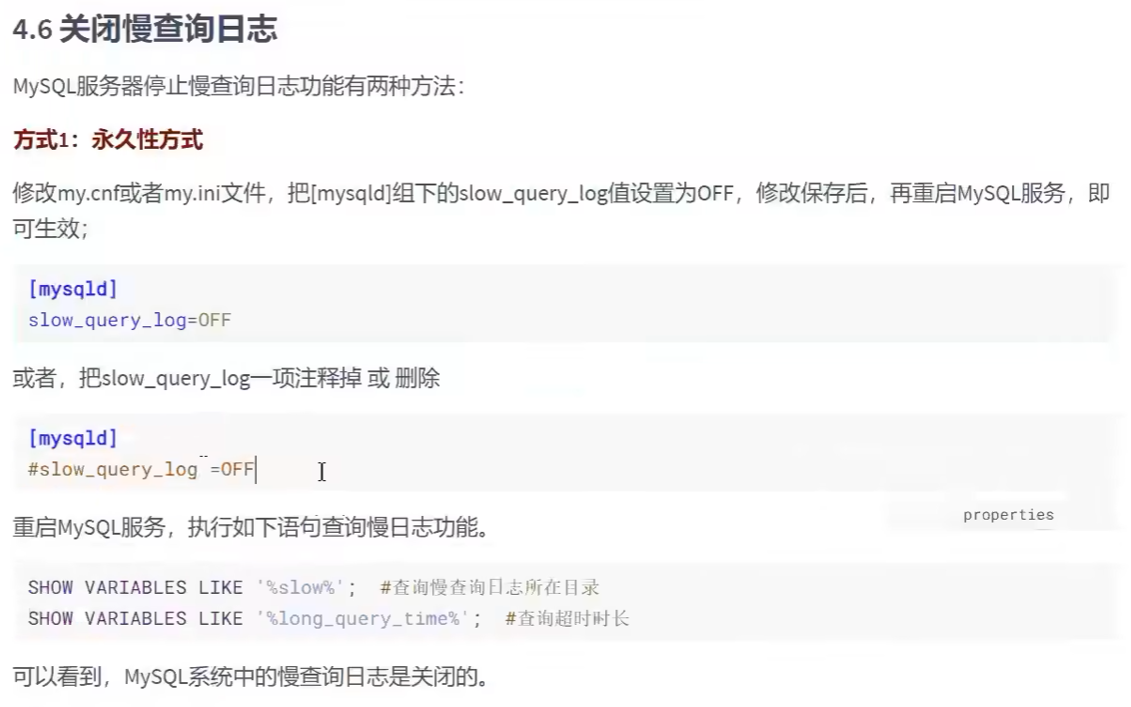 4.6 关闭慢查询日志
MySQL服务器停止慢查询日志功能有两种方法：
方式1：永久性方式
修改my.cnf或者my.ini文件，把[mysqld]组下的slow_query_log值设置为OFF，修改保存后，再重启MySQL服务，即
可生效；
[mysqld]
slow_query_log=OFF
或者，把slow_query_log一项注释掉 或 删除
[mysqld]
#slow_query_log =OFF
properties
重启MySQL服务，执行如下语句查询慢日志功能。
SHOW VARIABLES LIKE '%slow%'; #查询慢查询日志所在目录
SHOW VARIABLES LIKE '%long_query_time%'; #查询超时时长
可以看到，MySQL系统中的慢查询日志是关闭的。